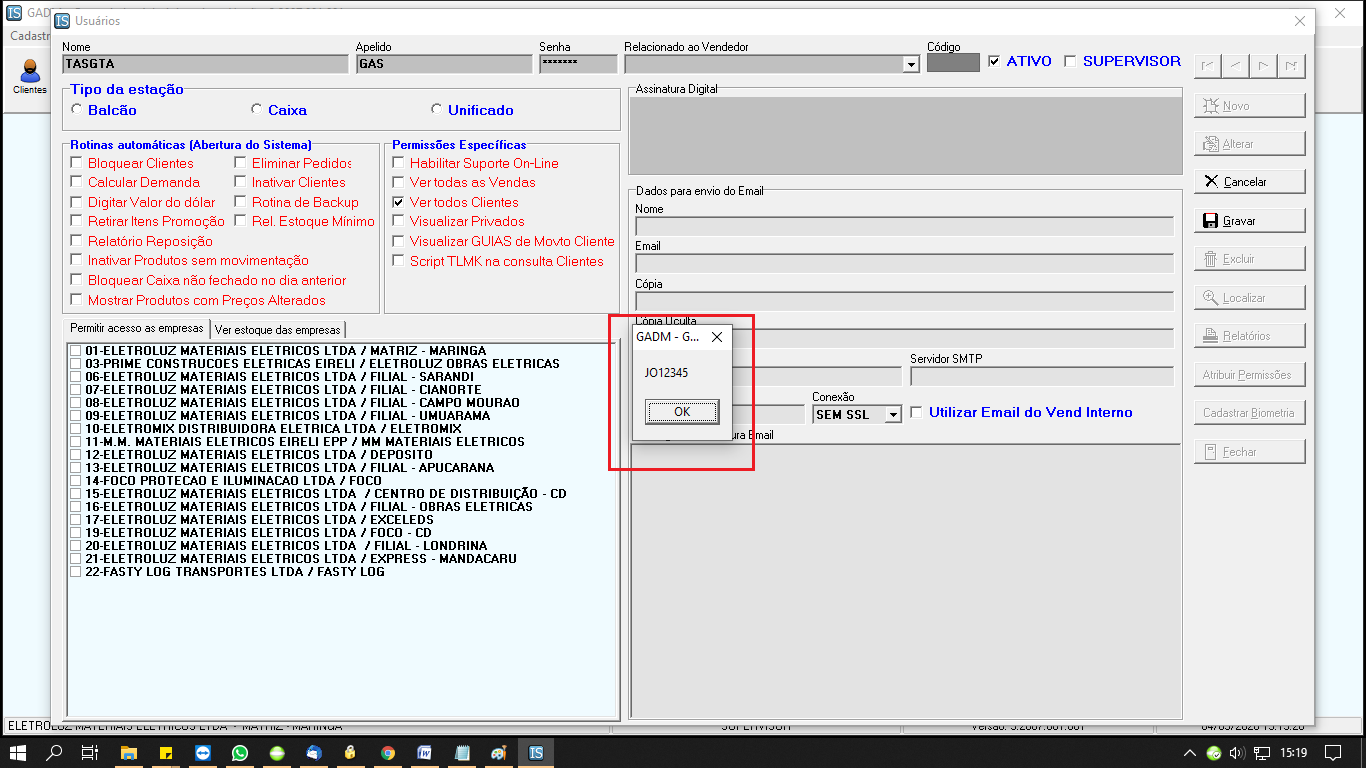 Usuários
Cadastr
Clientes
Nome
Apelido
Senha
Relacionado ao Vendedor
Código
TASGTA
GAS
*******
ATIVO
SUPERVISOR
Tipo da estação
Balcão
Caixa
Unificado
Assinatura Digital
Rotinas automáticas (Abertura do Sistema)
Bloquear Clientes
Eliminar Pedidos
Calcular Demanda
Inativar Clientes
Digitar Valor do dólar
Rotina de Backup
Retirar Itens Promoção
Rel. Estoque Mínimo
Relatório Reposição
Inativar Produtos sem movimentação
Bloquear Caixa não fechado no dia anterior
Mostrar Produtos com Preços Alterados
Permissões Específicas
Habilitar Suporte On-Line
Ver todas as Vendas
Ver todos Clientes
Visualizar Privados
Visualizar GUIAS de Movto Cliente
Script TLMK na consulta Clientes
Dados para envio do Email
Nome
Email
Cópia
Cópia Oculta
Servidor SMTP
Conexão
SEM SSL
Utilizar Email do Vend Interno
ura Email
GADM - G...
JO12345
OK
Permitir acesso as empresas
Ver estoque das empresas
01-ELETROLUZ MATERIAIS ELETRICOS LTDA / MATRIZ - MARINGA
03-PRIME CONSTRUCOES ELETRICAS EIRELI / ELETROLUZ OBRAS ELETRICAS
06-ELETROLUZ MATERIAIS ELETRICOS LTDA / FILIAL - SARANDI
07-ELETROLUZ MATERIAIS ELETRICOS LTDA / FILIAL - CIANORTE
08-ELETROLUZ MATERIAIS ELETRICOS LTDA / FILIAL - CAMPO MOURAO
09-ELETROLUZ MATERIAIS ELETRICOS LTDA / FILIAL - UMUARAMA
10-ELETROMIX DISTRIBUIDORA ELETRICA LTDA / ELETROMIX
11-M.M. MATERIAIS ELETRICOS EIRELI EPP / MM MATERIAIS ELETRICOS
12-ELETROLUZ MATERIAIS ELETRICOS LTDA / DEPOSITO
13-ELETROLUZ MATERIAIS ELETRICOS LTDA / FILIAL - APUCARANA
14-FOCO PROTECAO E ILUMINACAO LTDA / FOCO
15-ELETROLUZ MATERIAIS ELETRICOS LTDA / CENTRO DE DISTRIBUIÇÃO - CD
16-ELETROLUZ MATERIAIS ELETRICOS LTDA / FILIAL - OBRAS ELETRICAS
17-ELETROLUZ MATERIAIS ELETRICOS LTDA / EXCELEDS
19-ELETROLUZ MATERIAIS ELETRICOS LTDA / FOCO - CD
20-ELETROLUZ MATERIAIS ELETRICOS LTDA / FILIAL - LONDRINA
21-ELETROLUZ MATERIAIS ELETRICOS LTDA / EXPRESS - MANDACARU
22-FASTY LOG TRANSPORTES LTDA / FASTY LOG
Novo
Alterar
Cancelar
Gravar
Excluir
Localizar
Relatórios
Atribuir Permissões
Cadastrar Biometria
Fechar
ELETROLUZ MATERIAIS ELETRICOS LTDA - MATRIZ - MARINGA
SUPERVISOR
15:19